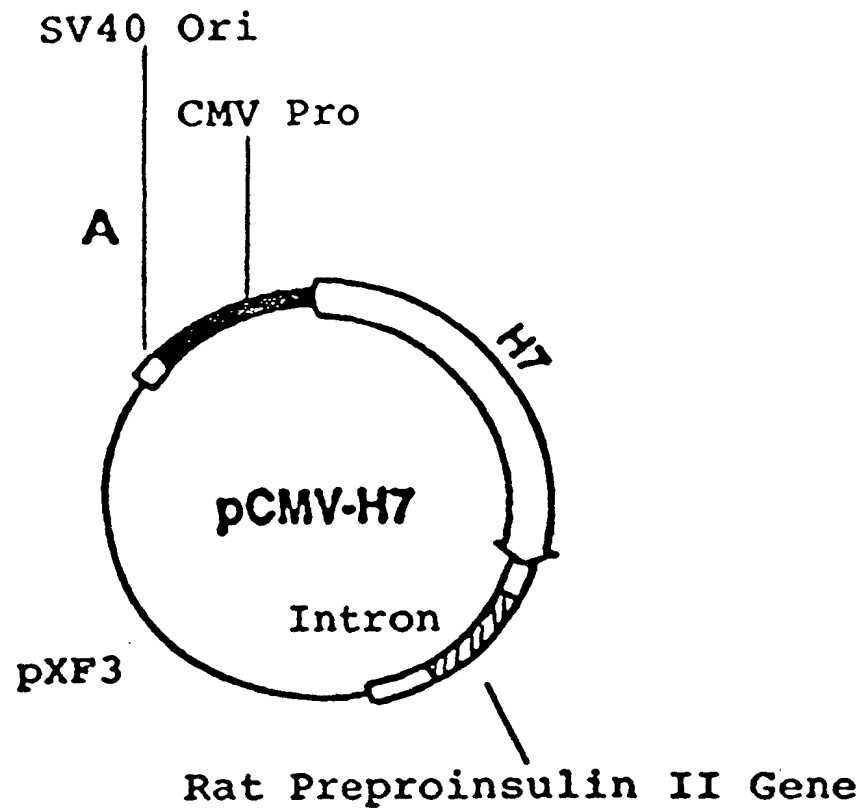 SV40 Ori
CMV Pro
A
H7
pCMV-H7
Intron
pXF3
Rat Preproinsulin II Gene